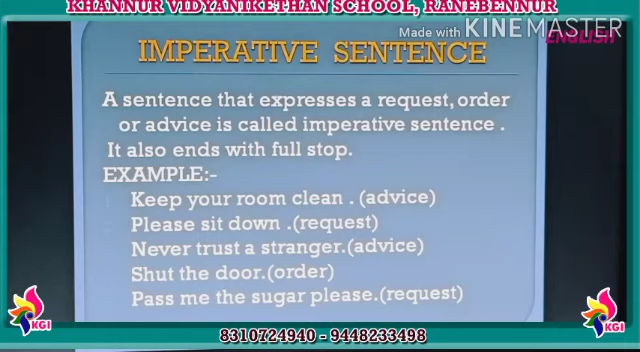 KHANNUR VIDYANIKETHAN SCHOOL, RANEBENNUR
Made with KINEMASTER
ENGLISH
IMPERATIVE SENTENCE
A sentence that expresses a request, order
or advice is called imperative sentence .
It also ends with full stop.
EXAMPLE:-
Keep your room clean . (advice)
Please sit down .(request)
Never trust a stranger.(advice)
Shut the door.(order)
Pass me the sugar please.(request)
KGI
KGI
8310724940 - 9448233498